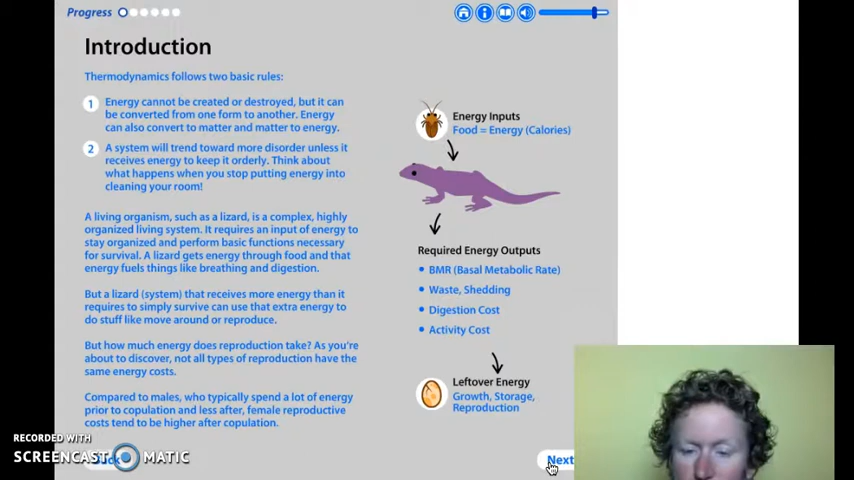 Progress
Introduction
Thermodynamics follows two basic rules:
1 Energy cannot be created or destroyed, but it can
be converted from one form to another. Energy
can also convert to matter and matter to energy.
2 A system will trend toward more disorder unless it
receives energy to keep it orderly. Think about
what happens when you stop putting energy into
cleaning your room!
A living organism, such as a lizard, is a complex, highly
organized living system. It requires an input of energy to
stay organized and perform basic functions necessary
for survival. A lizard gets energy through food and that
energy fuels things like breathing and digestion.
But a lizard (system) that receives more energy than it
requires to simply survive can use that extra energy to
do stuff like move around or reproduce.
But how much energy does reproduction take? As you're
about to discover, not all types of reproduction have the
same energy costs.
Compared to males, who typically spend a lot of energy
prior to copulation and less after, female reproductive
costs tend to be higher after copulation.
Energy Inputs
Food = Energy (Calories)
Required Energy Outputs
• BMR (Basal Metabolic Rate)
• Waste, Shedding
• Digestion Cost
• Activity Cost
Leftover Energy
Growth, Storage,
Reproduction
RECORDED WITH
SCREENCAST MATIC
Next